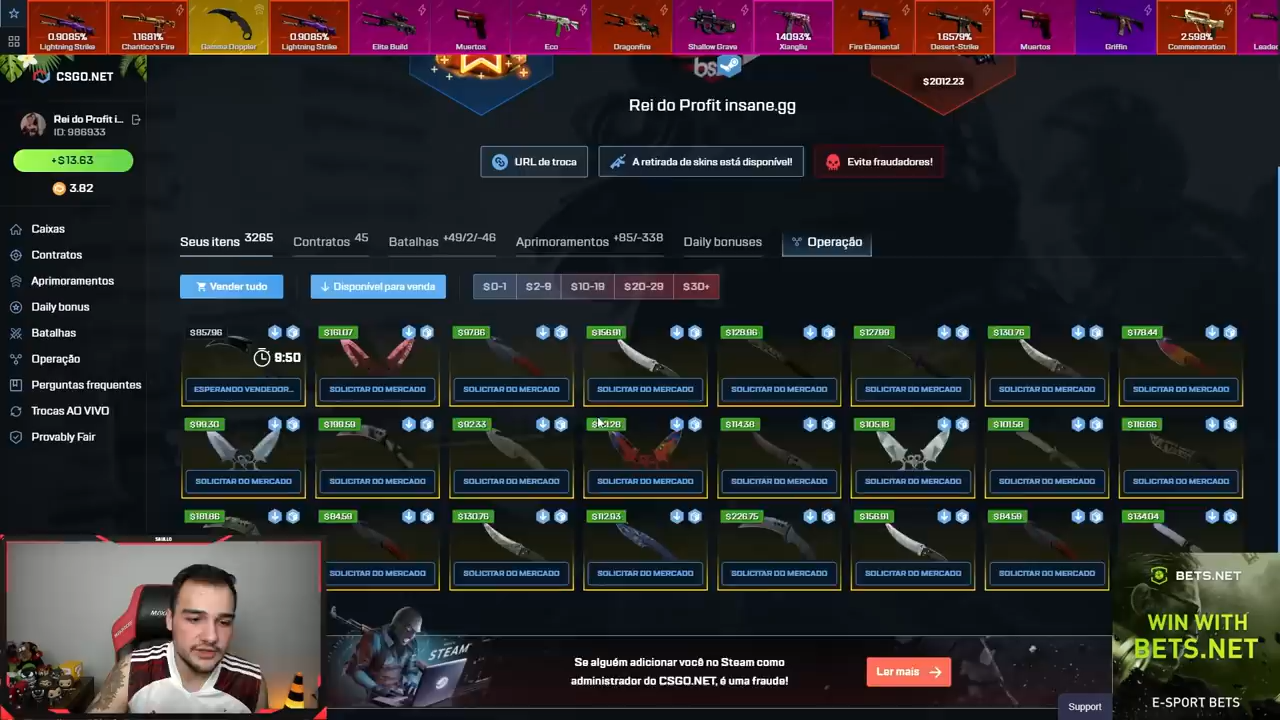 0.9085%
Lightning Strike
1.1681%
Chantico's Fire
Gamma Doppler
0.9085%
Lightning Strike
Elite Build
Muertos
Eco
Dragonfire
Shallow Grave
1.4093%
Xiangliu
Fire Elemental
1.6579%
Desert-Strike
Muertos
Griffin
2.598%
Commemoration
CSGO.NET
Rei do Profit i...
ID: 986933
+$13.63
3.82
Caixas
Contratos
Aprimoramentos
Daily bonus
Batalhas
Operação
Perguntas frequentes
Trocas AO VIVO
Provably Fair
$2012.23
Rei do Profit insane.gg
URL de troca
A retirada de skins está disponível!
Evite fraudadores!
Seus itens 3265
Contratos 45
Batalhas +49/2/-46
Aprimoramentos +85/-338
Daily bonuses
Operação
Vender tudo
Disponível para venda
$0-1
$2-9
$10-19
$20-29
$30+
$857.96
9:50
ESPERANDO VENDEDOR...
$161.07
SOLICITAR DO MERCADO
$97.86
SOLICITAR DO MERCADO
$156.91
SOLICITAR DO MERCADO
$128.96
SOLICITAR DO MERCADO
$127.99
SOLICITAR DO MERCADO
$130.76
SOLICITAR DO MERCADO
$178.44
SOLICITAR DO MERCADO
$99.30
SOLICITAR DO MERCADO
$199.59
SOLICITAR DO MERCADO
$92.33
SOLICITAR DO MERCADO
SOLICITAR DO MERCADO
$114.38
SOLICITAR DO MERCADO
$105.18
SOLICITAR DO MERCADO
$101.58
SOLICITAR DO MERCADO
$116.66
SOLICITAR DO MERCADO
$181.86
$84.59
SOLICITAR DO MERCADO
$130.76
SOLICITAR DO MERCADO
$112.93
SOLICITAR DO MERCADO
$226.75
SOLICITAR DO MERCADO
$156.91
SOLICITAR DO MERCADO
$84.59
SOLICITAR DO MERCADO
$134.04
STEAM
Se alguém adicionar você no Steam como
administrador do CSGO.NET, é uma fraude!
Ler mais
Support
BETS.NET
WIN WITH
BETS.NET
E-SPORT BETS
SAULLO